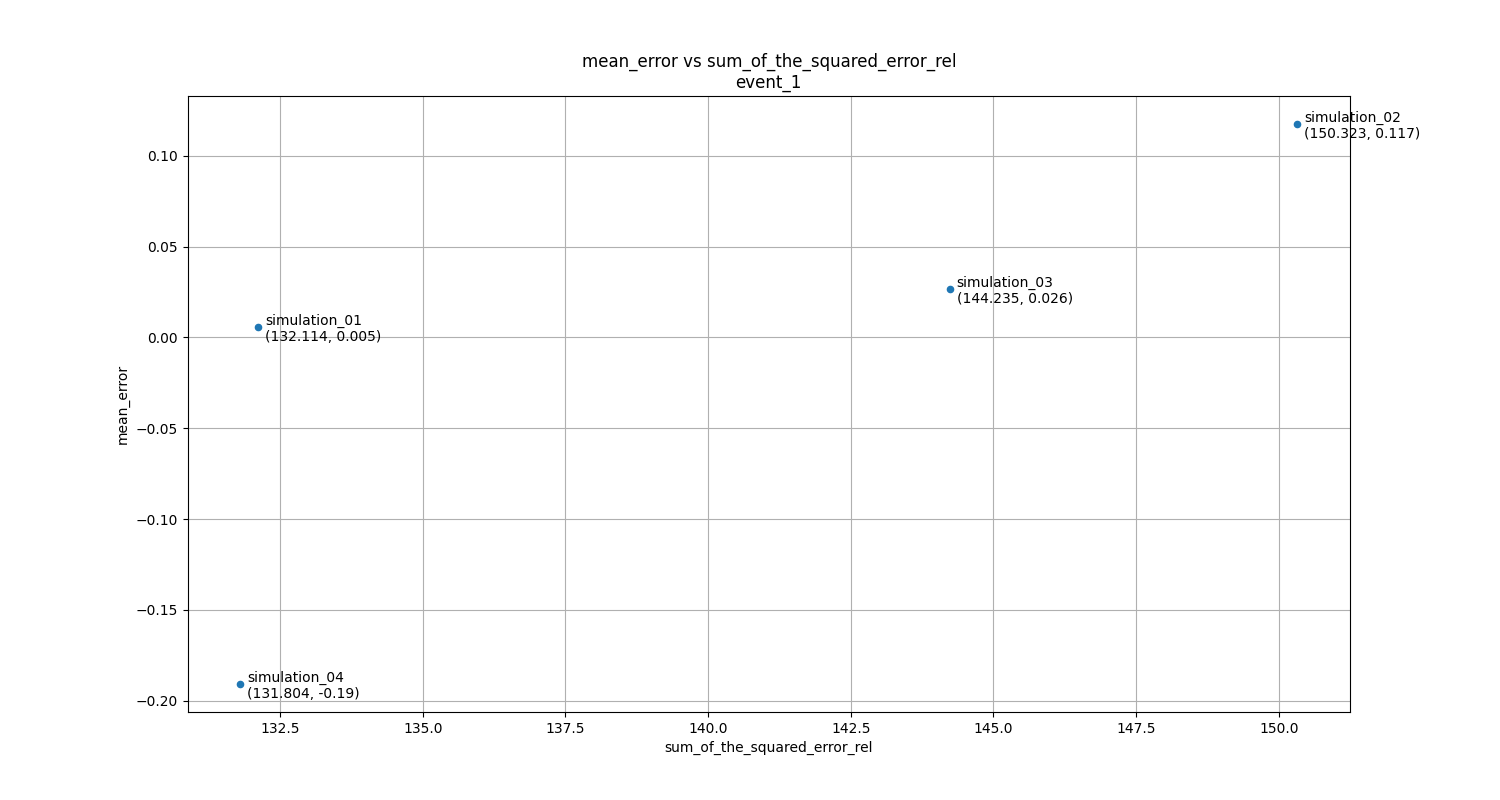 mean_error vs sum_of_the_squared_error_rel
event_1
simulation_02
(150.323, 0.117)
0.10
0.05
simulation_03
(144.235, 0.026)
simulation_01
(132.114, 0.005)
0.00
mean_error
−0.05
−0.10
−0.15
simulation_04
(131.804, -0.19)
−0.20
132.5 135.0 137.5 140.0 142.5 145.0 147.5 150.0
sum_of_the_squared_error_rel